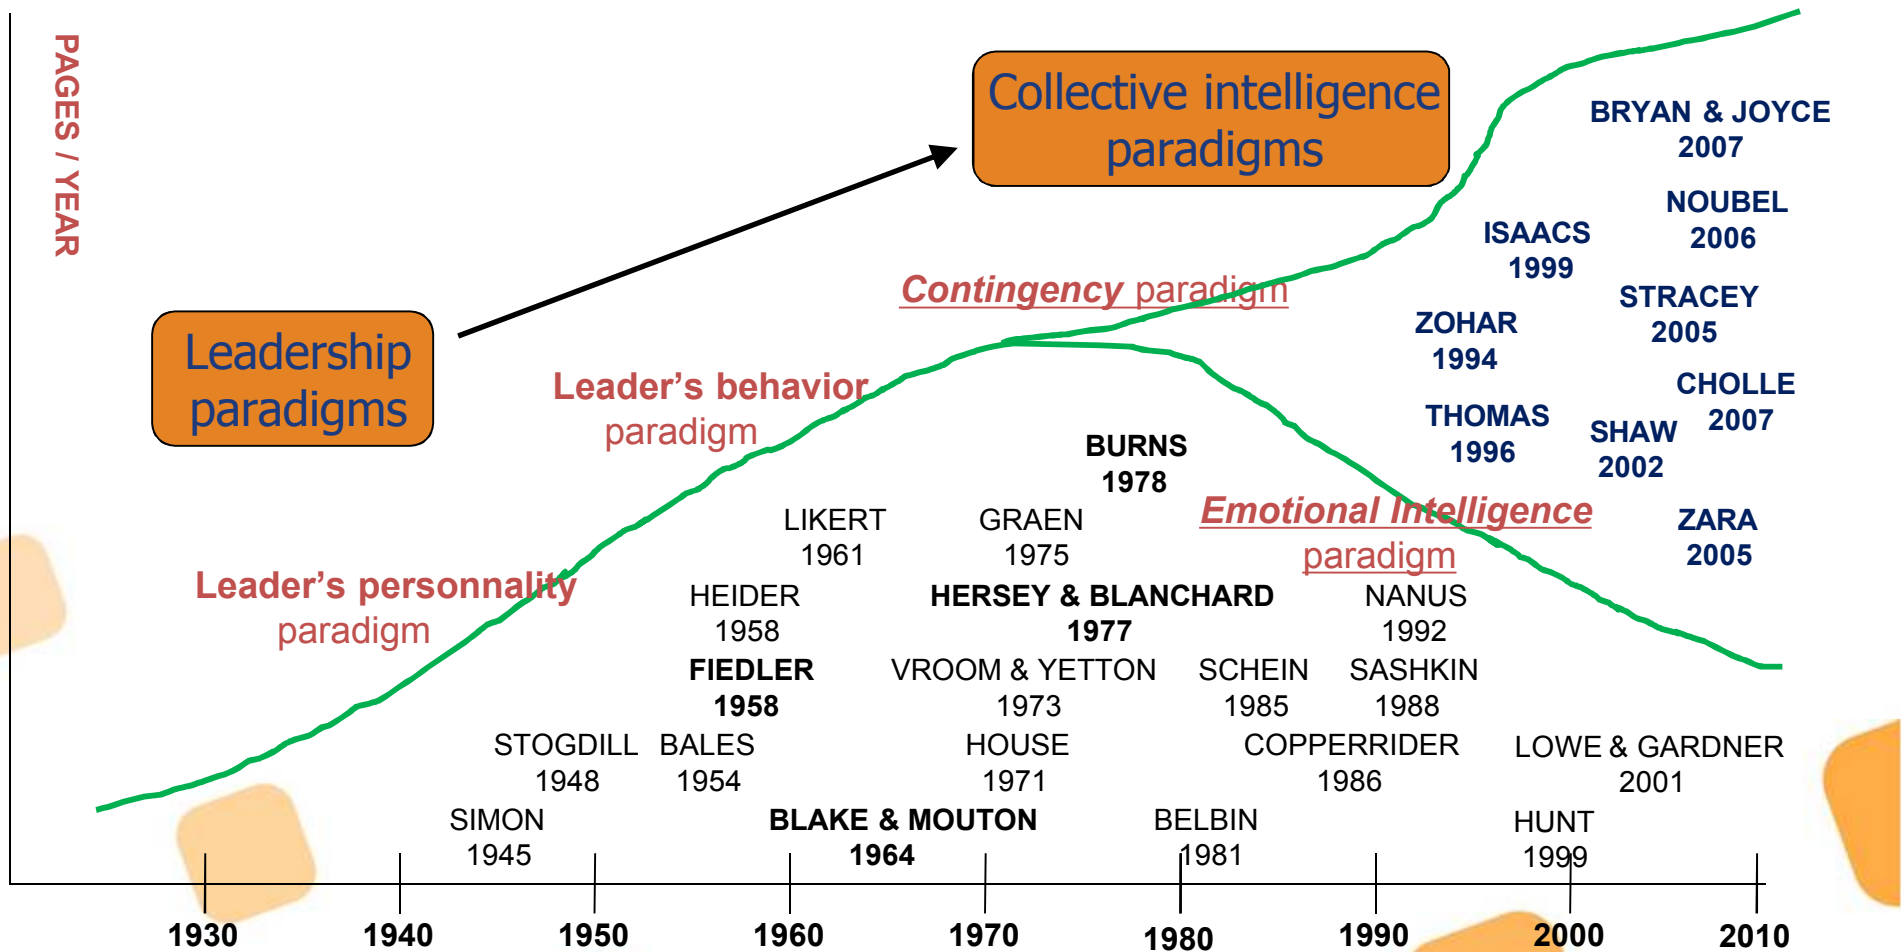 PAGES / YEAR
Collective intelligence
paradigms
BRYAN & JOYCE
2007
NOUBEL
2006
ISAACS
1999
Contingency paradigm
STRACEY
2005
ZOHAR
1994
Leadership
paradigms
Leader's behavior
paradigm
CHOLLE
2007
THOMAS
1996
SHAW
2002
BURNS
1978
LIKERT
1961
GRAEN
1975
Emotional Intelligence
paradigm
ZARA
2005
Leader's personnality
paradigm
HEIDER
1958
HERSEY & BLANCHARD
1977
NANUS
1992
FIEDLER
1958
VROOM & YETTON
1973
SCHEIN
1985
SASHKIN
1988
STOGDILL
1948
BALES
1954
HOUSE
1971
COPPERRIDER
1986
LOWE & GARDNER
2001
SIMON
1945
BLAKE & MOUTON
1964
BELBIN
1981
HUNT
1999
1930
1940
1950
1960
1970
1980
1990
2000
2010